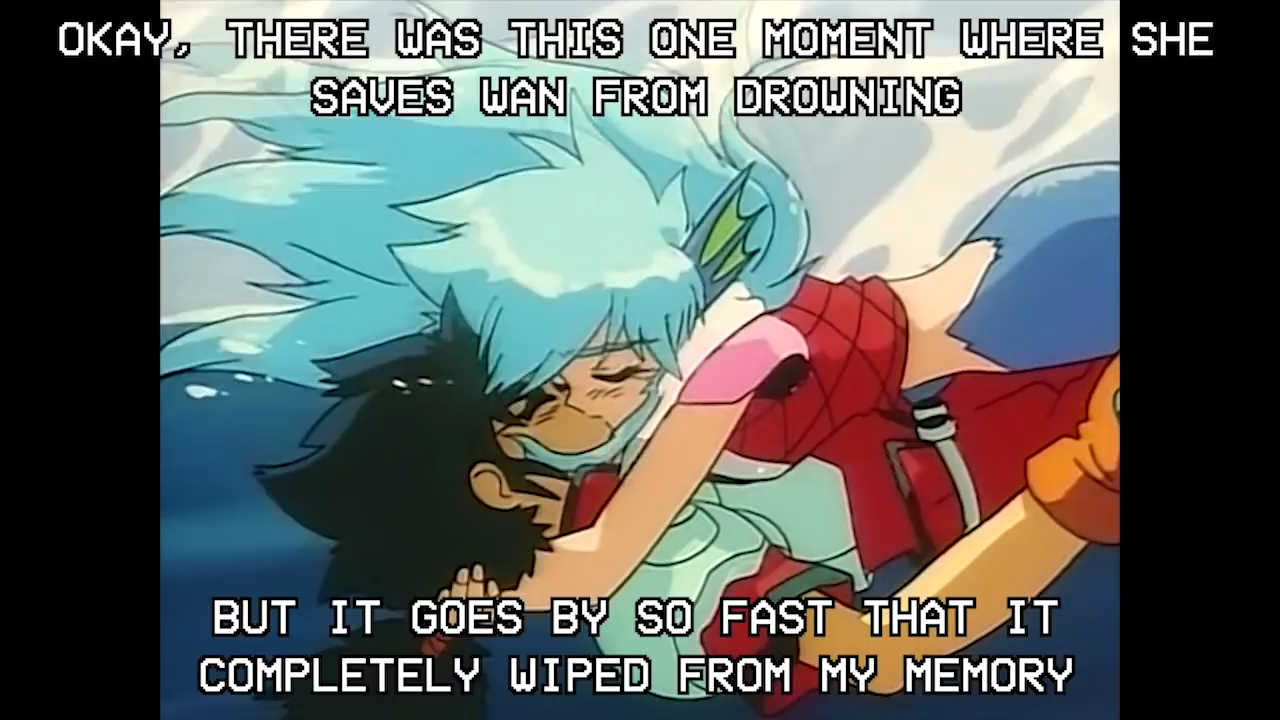 OKAY, THERE WAS THIS ONE MOMENT WHERE SHE
SAVES WAN FROM DROWNING
BUT IT GOES BY SO FAST THAT IT
COMPLETELY WIPED FROM MY MEMORY